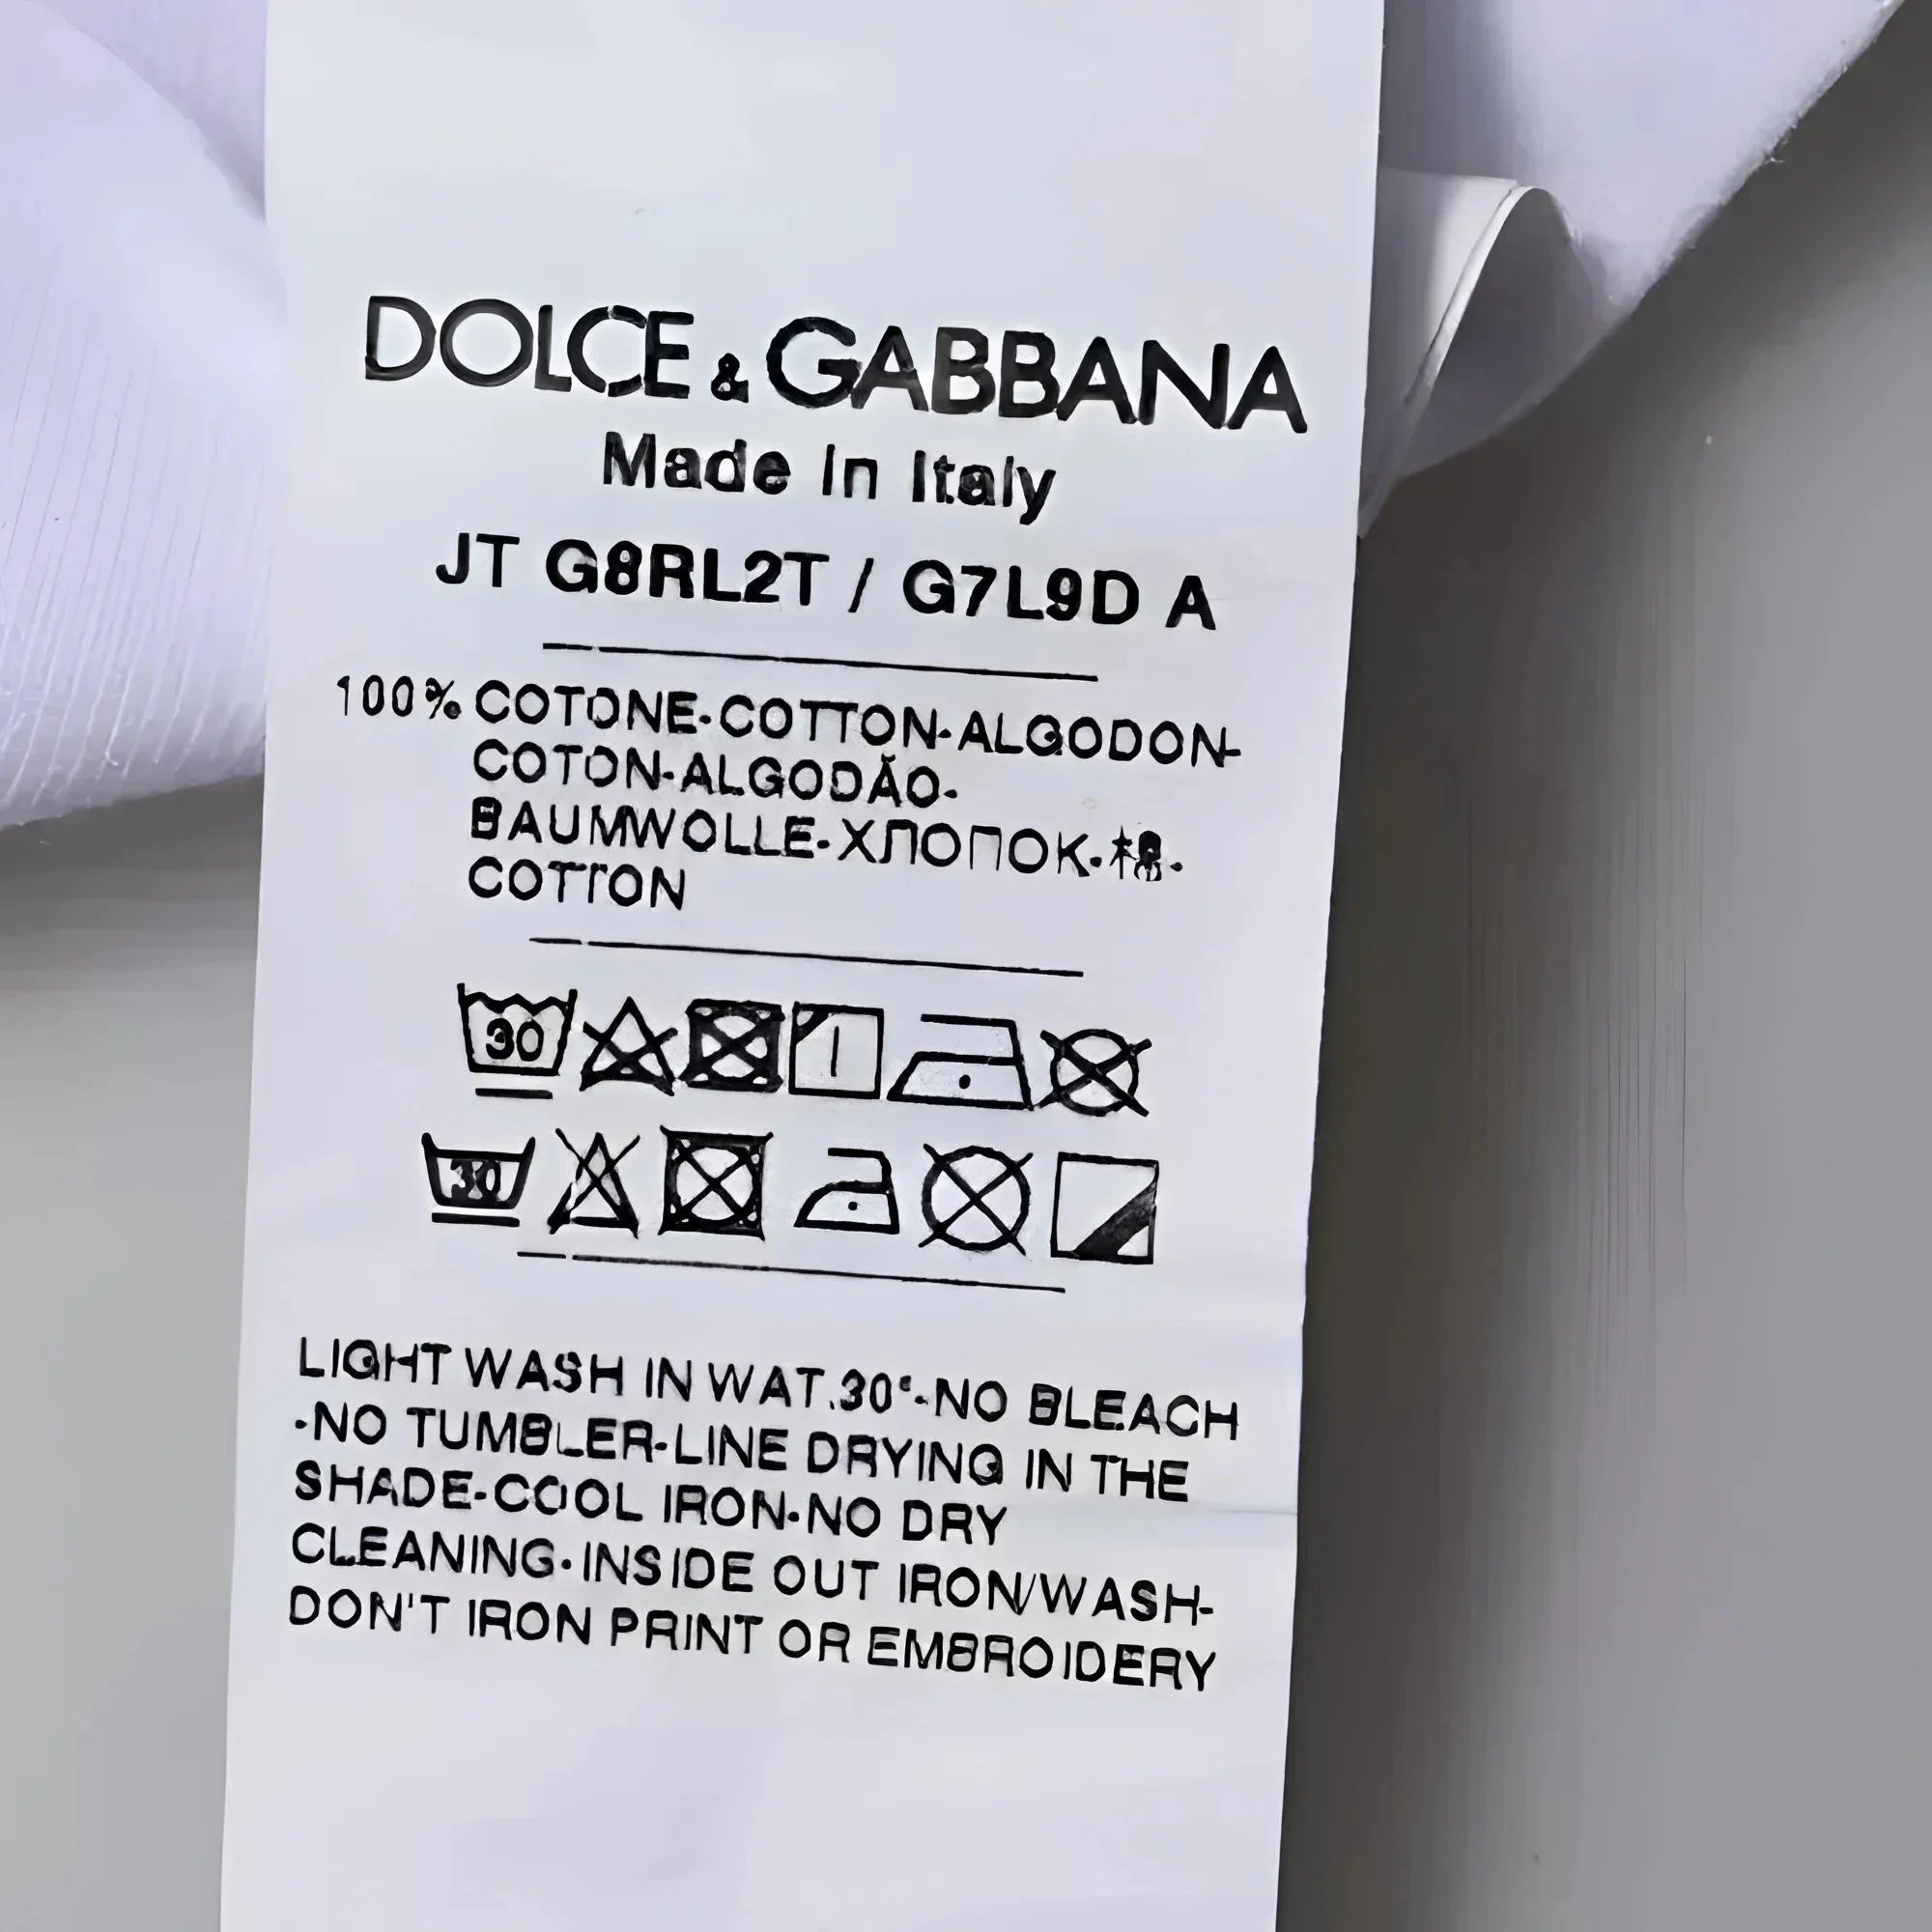 DOLCE & GABBANA
Made In Italy
JT G8RL2T / G7L9D A
100% COTONE-COTTON-ALGODON-
COTON-ALGODÃO-
BAUMWOLLE-ХЛОПОК-棉-
COTTON
30
30
LIGHT WASH IN WAT.30°-NO BLEACH
-NO TUMBLER-LINE DRYING IN THE
SHADE-COOL IRON-NO DRY
CLEANING-INSIDE OUT IRON/WASH-
DON'T IRON PRINT OR EMBROIDERY